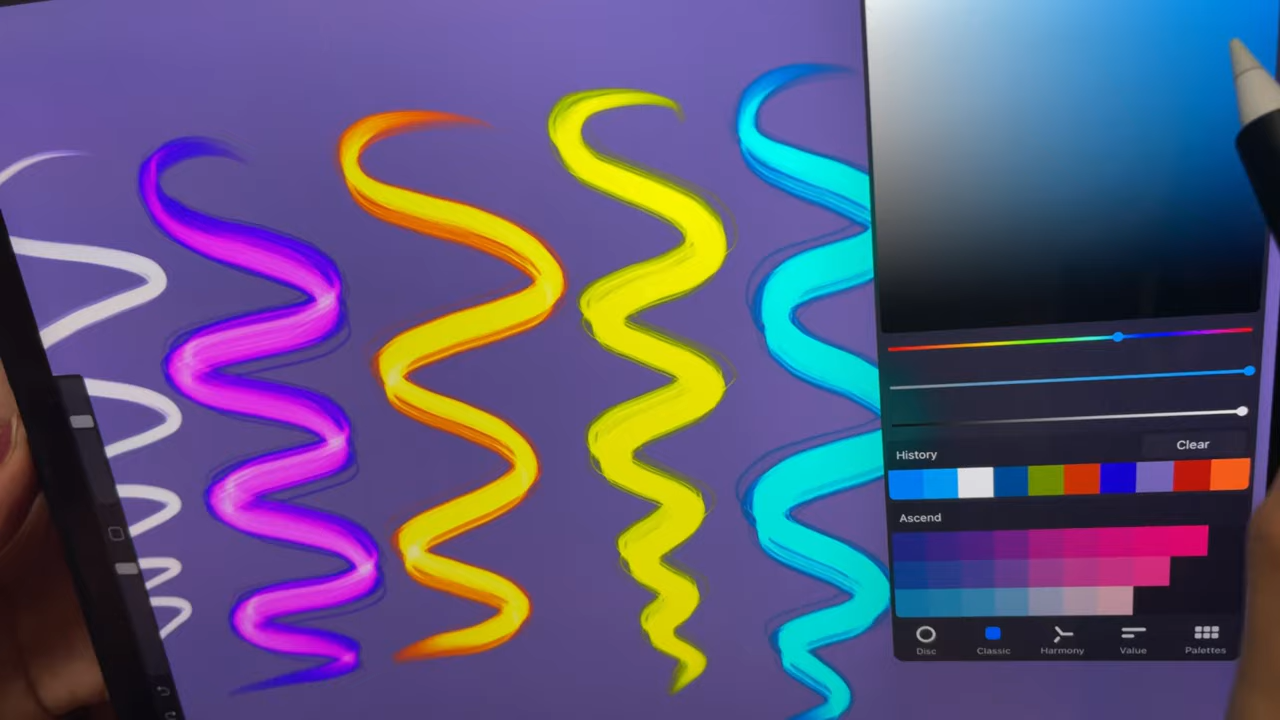 Clear
History
Ascend
Disc
Classic
Harmony
Value
Palettes